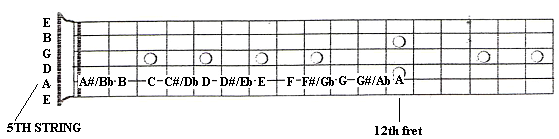 E
B
G
D
A A#/Bb B C C#/Db D D#/Eb E F F#/Gb G G#/Ab A
E
5TH STRING
12th fret